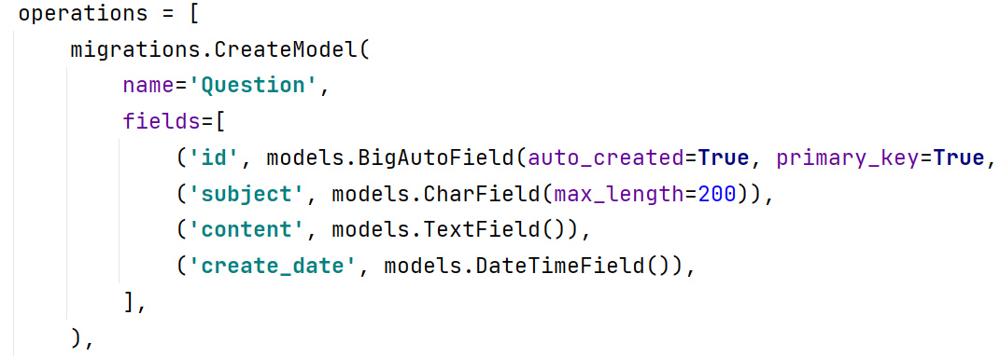 operations = [
    migrations.CreateModel(
        name='Question',
        fields=[
            ('id', models.BigAutoField(auto_created=True, primary_key=True,
            ('subject', models.CharField(max_length=200)),
            ('content', models.TextField()),
            ('create_date', models.DateTimeField()),
        ],
    ),